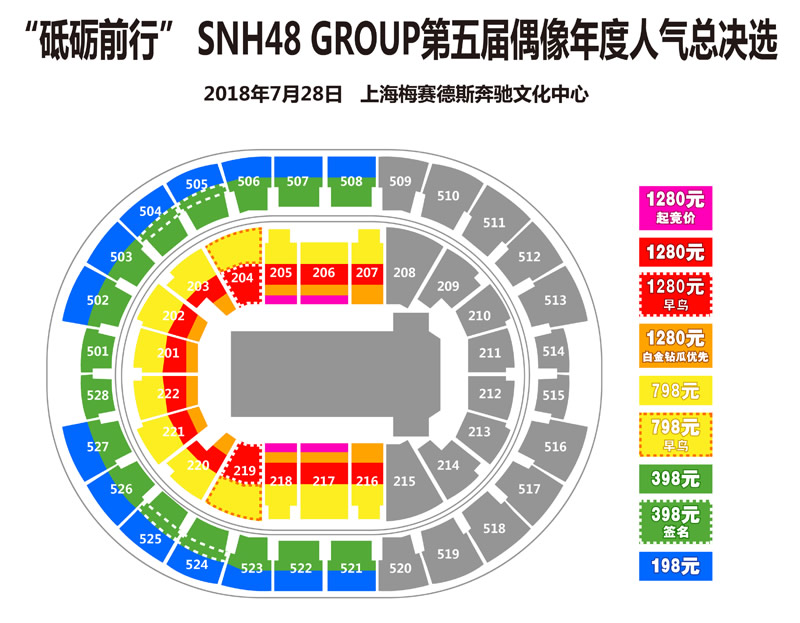 “砥砺前行” SNH48 GROUP第五届偶像年度人气总决选
2018年7月28日 上海梅赛德斯奔驰文化中心
505 506 507 508 509 510
504 511
503 512
502 513
501 514
528 515
527 516
526 517
525 518
524 523 522 521 520 519
204 205 206 207 208
203 209
202 210
201 211
222 212
221 213
220 214
219 218 217 216 215
1280元
起竞价
1280元
1280元
早鸟
1280元
白金钻瓜优先
798元
798元
早鸟
398元
398元
签名
198元